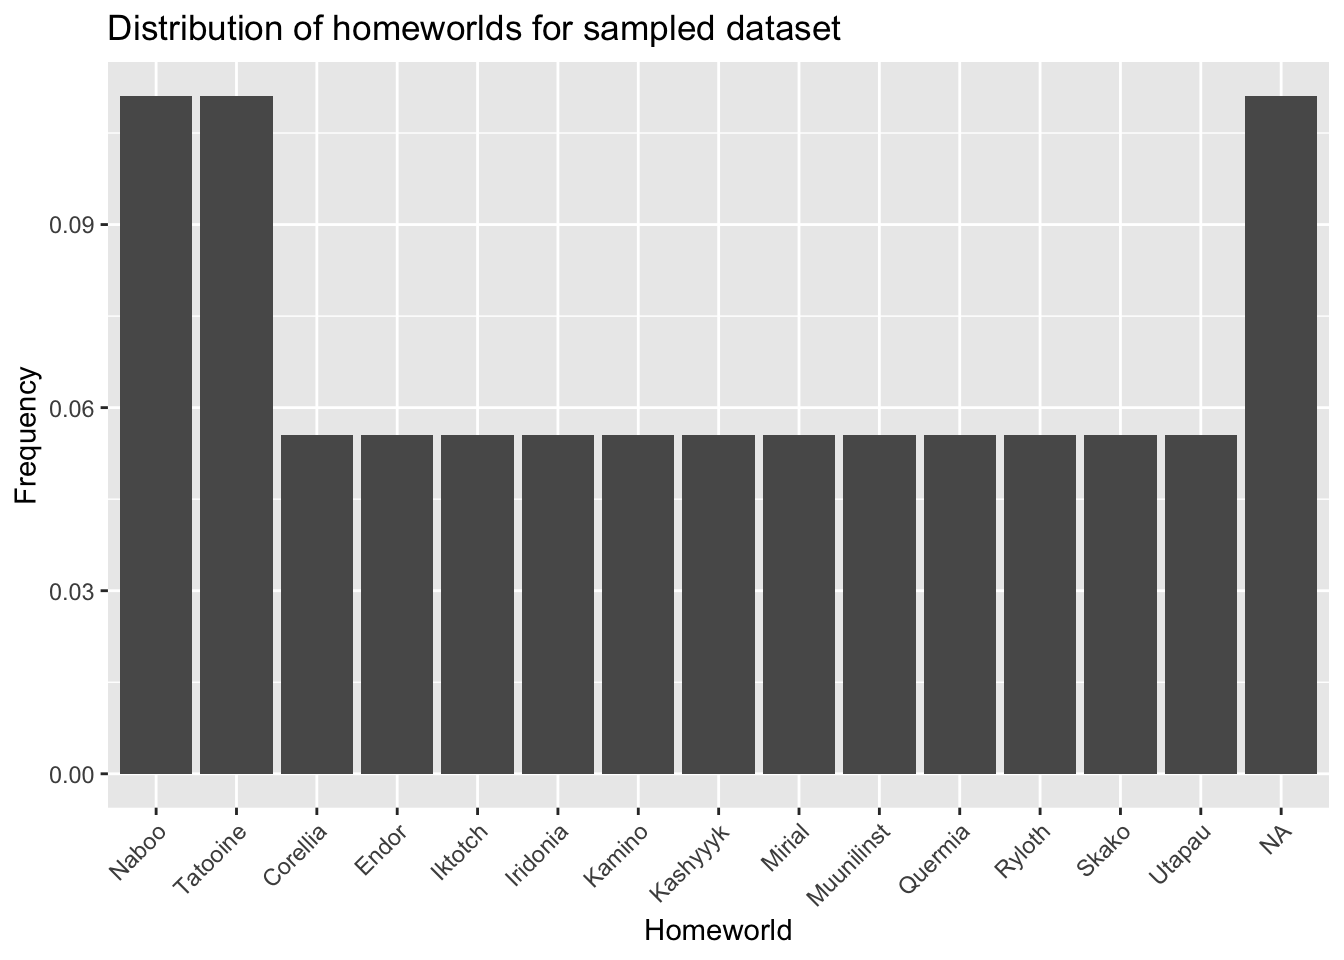 Distribution of homeworlds for sampled dataset
Frequency
0.09
0.06
0.03
0.00
Naboo
Tatooine
Corellia
Endor
Iktotch
Iridonia
Kamino
Kashyyyk
Mirial
Muunilinst
Quermia
Ryloth
Skako
Utapau
NA
Homeworld